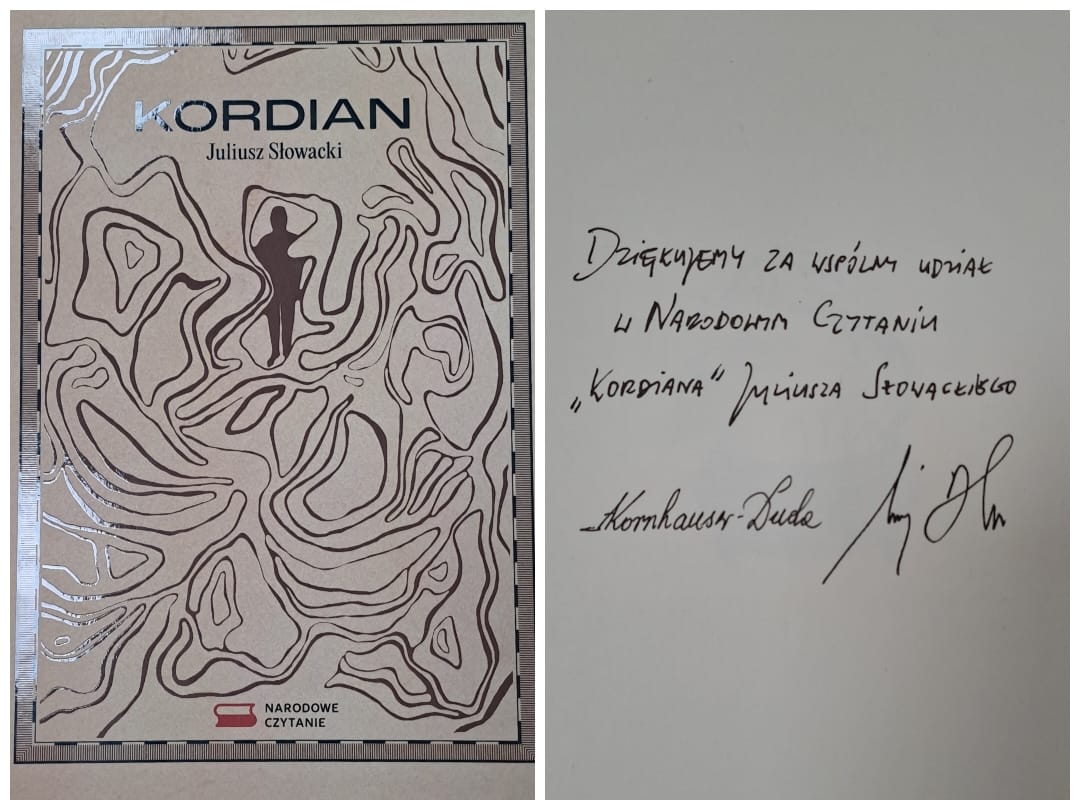 KORDIAN
Juliusz Słowacki
NARODOWE
CZYTANIE
Dziękujemy za wspólny udział
w Narodowym Czytaniu
„Kordiana" Juliusza Słowackiego
Kornhauser-Duda